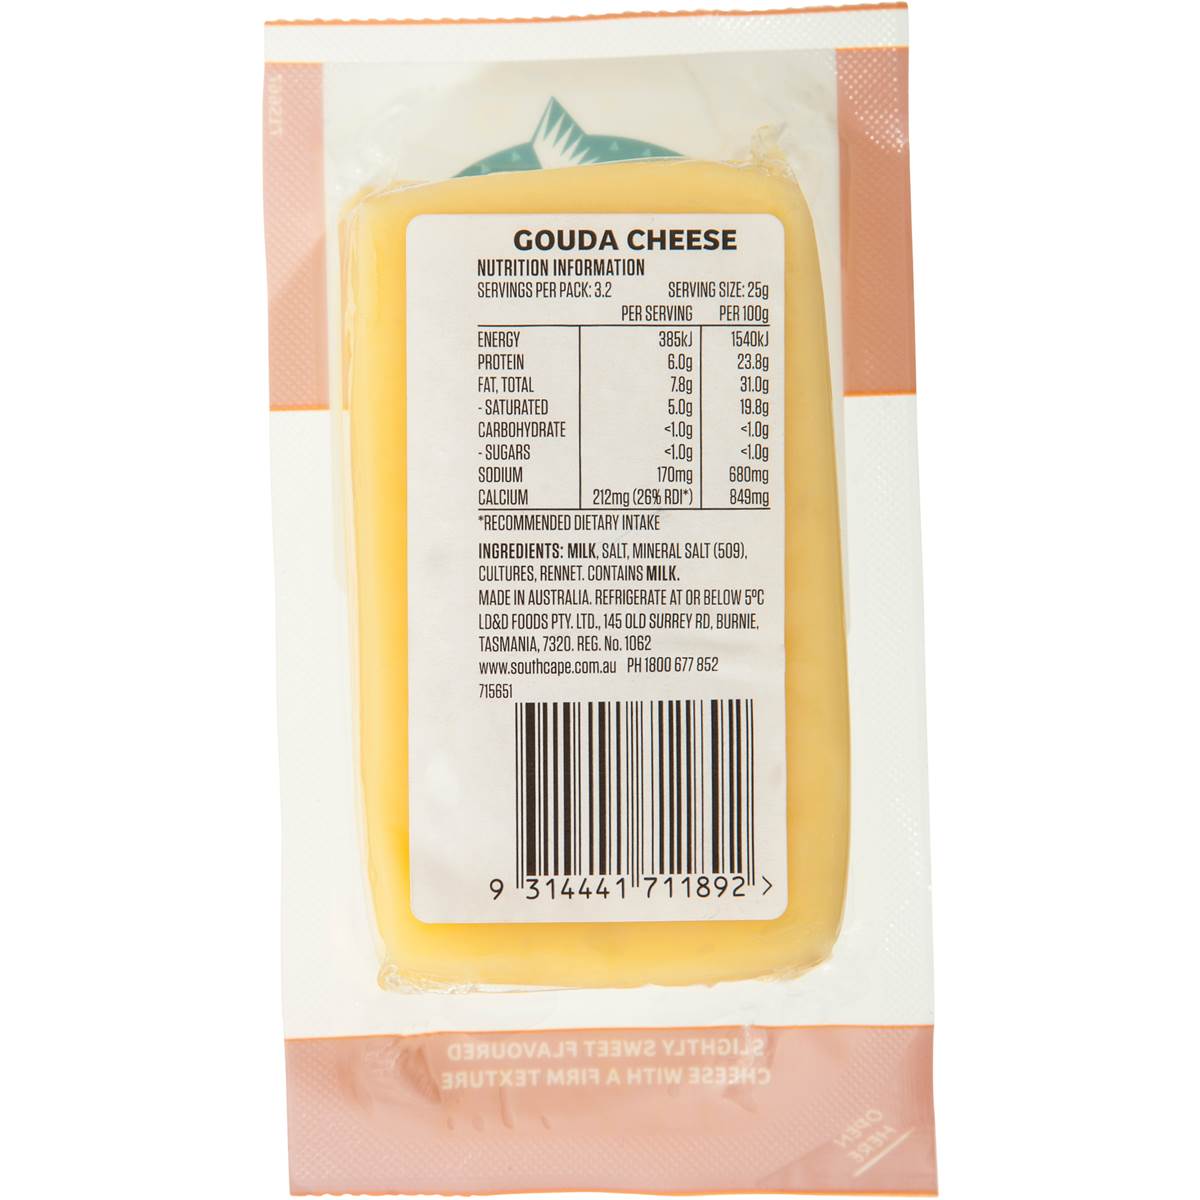 GOUDA CHEESE
NUTRITION INFORMATION
SERVINGS PER PACK: 3.2 SERVING SIZE: 25g
PER SERVING PER 100g
ENERGY 385kJ 1540kJ
PROTEIN 6.0g 23.8g
FAT, TOTAL 7.8g 31.0g
- SATURATED 5.0g 19.8g
CARBOHYDRATE <1.0g <1.0g
- SUGARS <1.0g <1.0g
SODIUM 170mg 680mg
CALCIUM 212mg (26% RDI*) 849mg
*RECOMMENDED DIETARY INTAKE
INGREDIENTS: MILK, SALT, MINERAL SALT (509),
CULTURES, RENNET. CONTAINS MILK.
MADE IN AUSTRALIA. REFRIGERATE AT OR BELOW 5ºC
LD&D FOODS PTY. LTD., 145 OLD SURREY RD, BURNIE,
TASMANIA, 7320. REG. No. 1062
www.southcape.com.au PH 1800 677 852
715651
9 314441 711892 >
SLIGHTLY SWEET FLAVOURED
CHEESE WITH A FIRM TEXTURE
OPEN
HERE